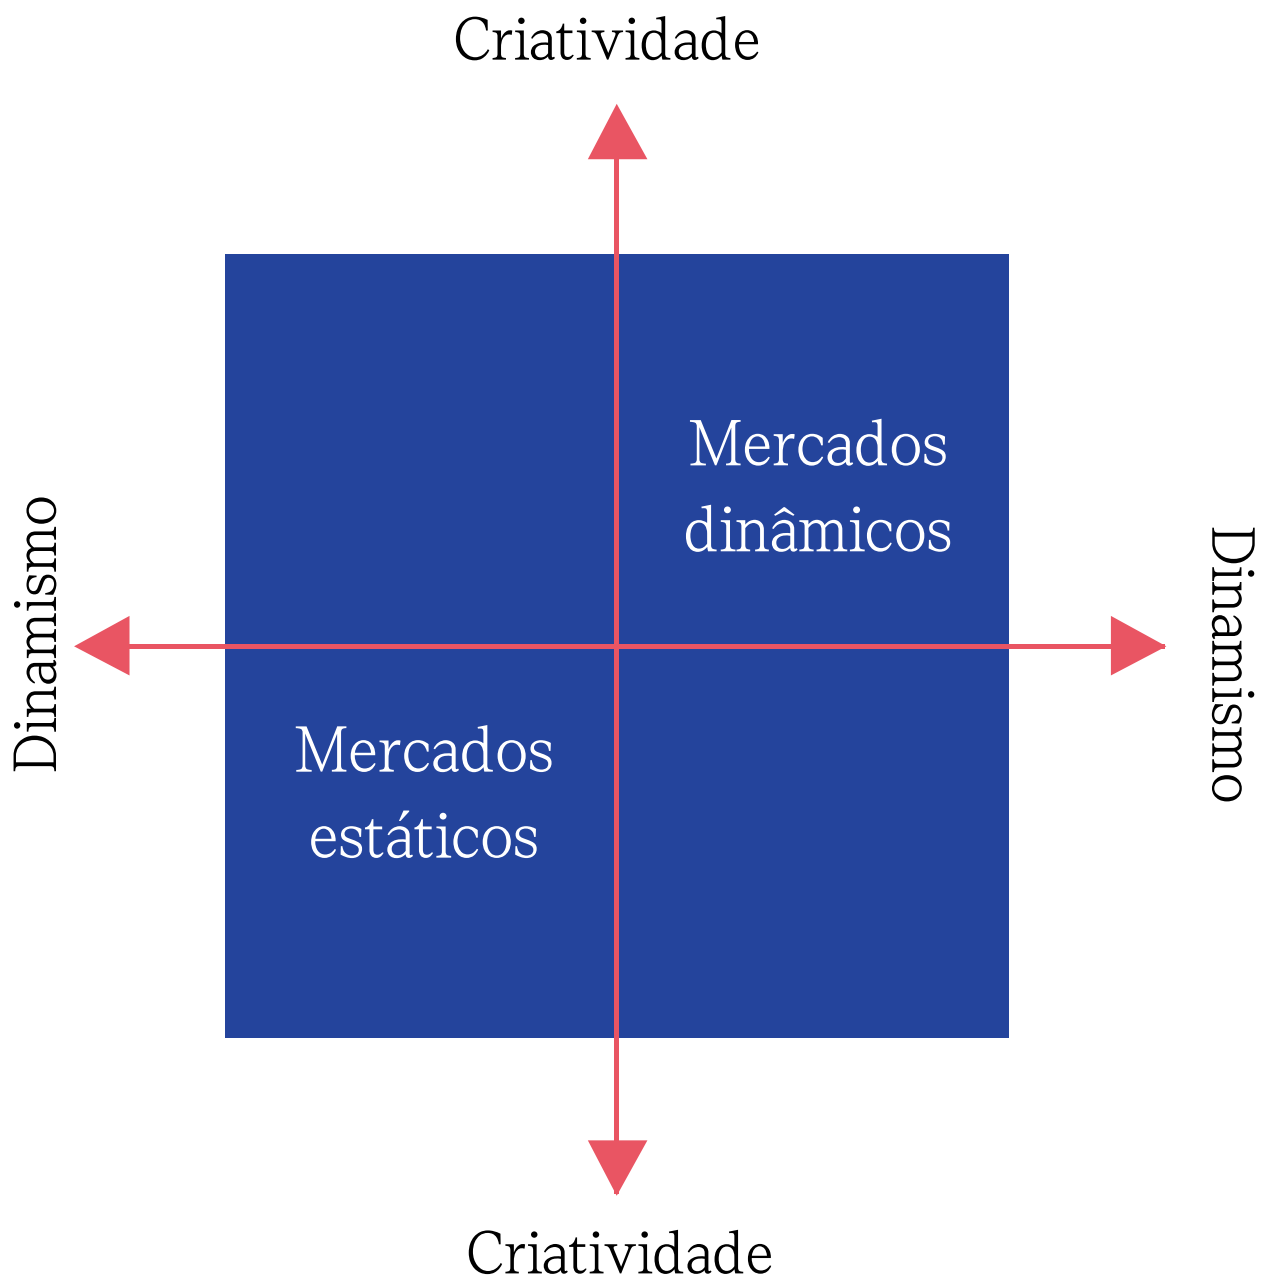 Criatividade
Mercados
dinâmicos
Dinamismo
Dinamismo
Mercados
estáticos
Criatividade